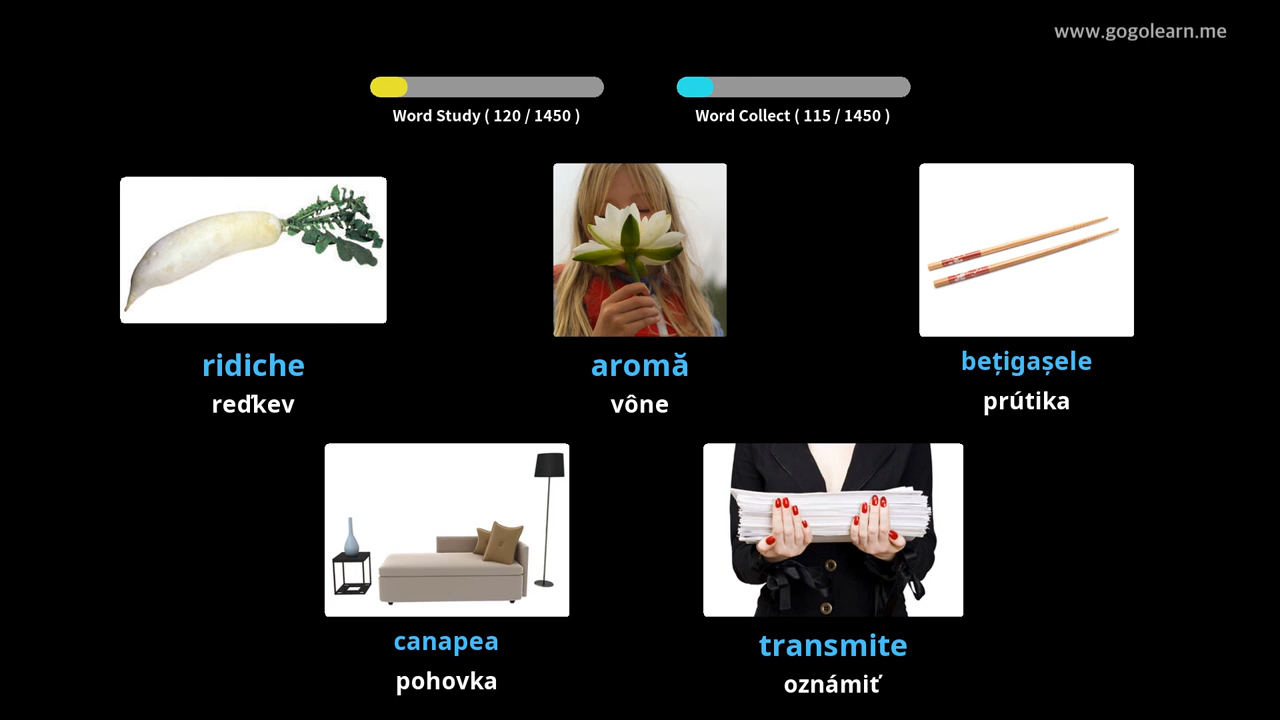 www.gogolearn.me
Word Study ( 120 / 1450 )
Word Collect ( 115 / 1450 )
ridiche
reďkev
aromă
vône
bețigașele
prútika
canapea
pohovka
transmite
oznámiť